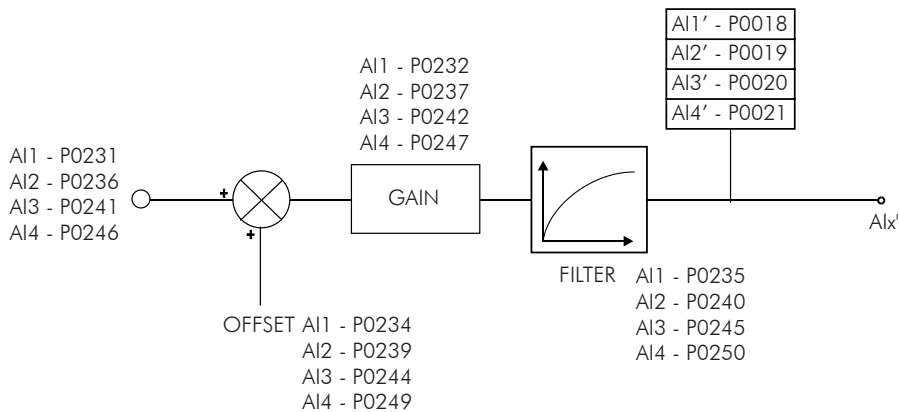 AI1' - P0018
AI2' - P0019
AI3' - P0020
AI4' - P0021
AI1 - P0232
AI2 - P0237
AI3 - P0242
AI4 - P0247
AI1 - P0231
AI2 - P0236
AI3 - P0241
AI4 - P0246
+
+
GAIN
AIx'
FILTER
AI1 - P0235
AI2 - P0240
AI3 - P0245
AI4 - P0250
OFFSET AI1 - P0234
AI2 - P0239
AI3 - P0244
AI4 - P0249